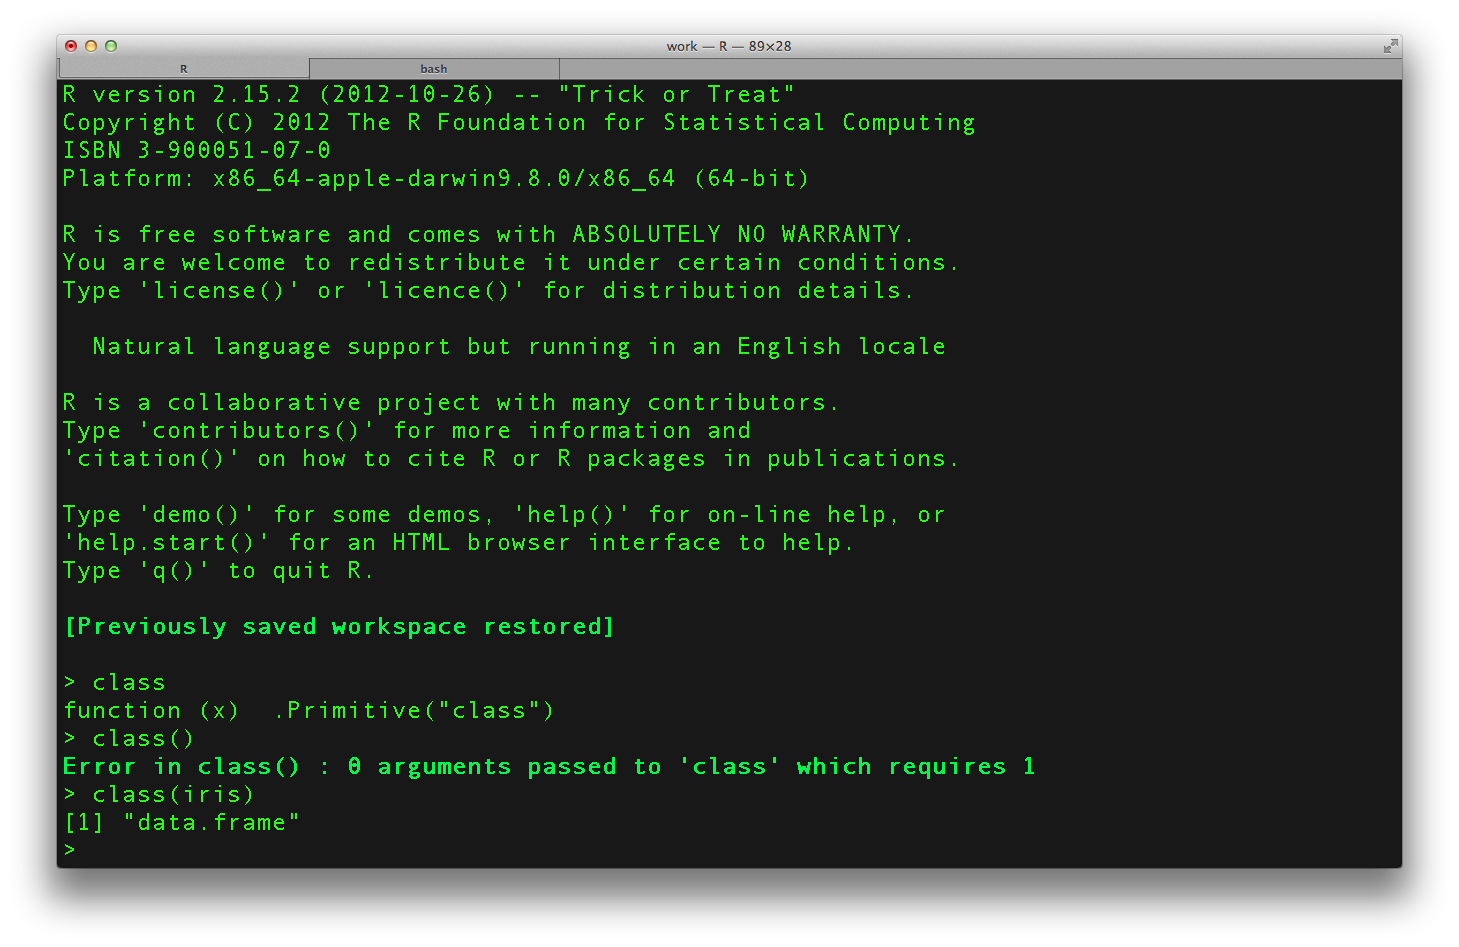 work — R — 89×28
R
bash
R version 2.15.2 (2012-10-26) -- "Trick or Treat"
Copyright (C) 2012 The R Foundation for Statistical Computing
ISBN 3-900051-07-0
Platform: x86_64-apple-darwin9.8.0/x86_64 (64-bit)
R is free software and comes with ABSOLUTELY NO WARRANTY.
You are welcome to redistribute it under certain conditions.
Type 'license()' or 'licence()' for distribution details.
  Natural language support but running in an English locale
R is a collaborative project with many contributors.
Type 'contributors()' for more information and
'citation()' on how to cite R or R packages in publications.
Type 'demo()' for some demos, 'help()' for on-line help, or
'help.start()' for an HTML browser interface to help.
Type 'q()' to quit R.
[Previously saved workspace restored]
> class
function (x)  .Primitive("class")
> class()
Error in class() : 0 arguments passed to 'class' which requires 1
> class(iris)
[1] "data.frame"
>